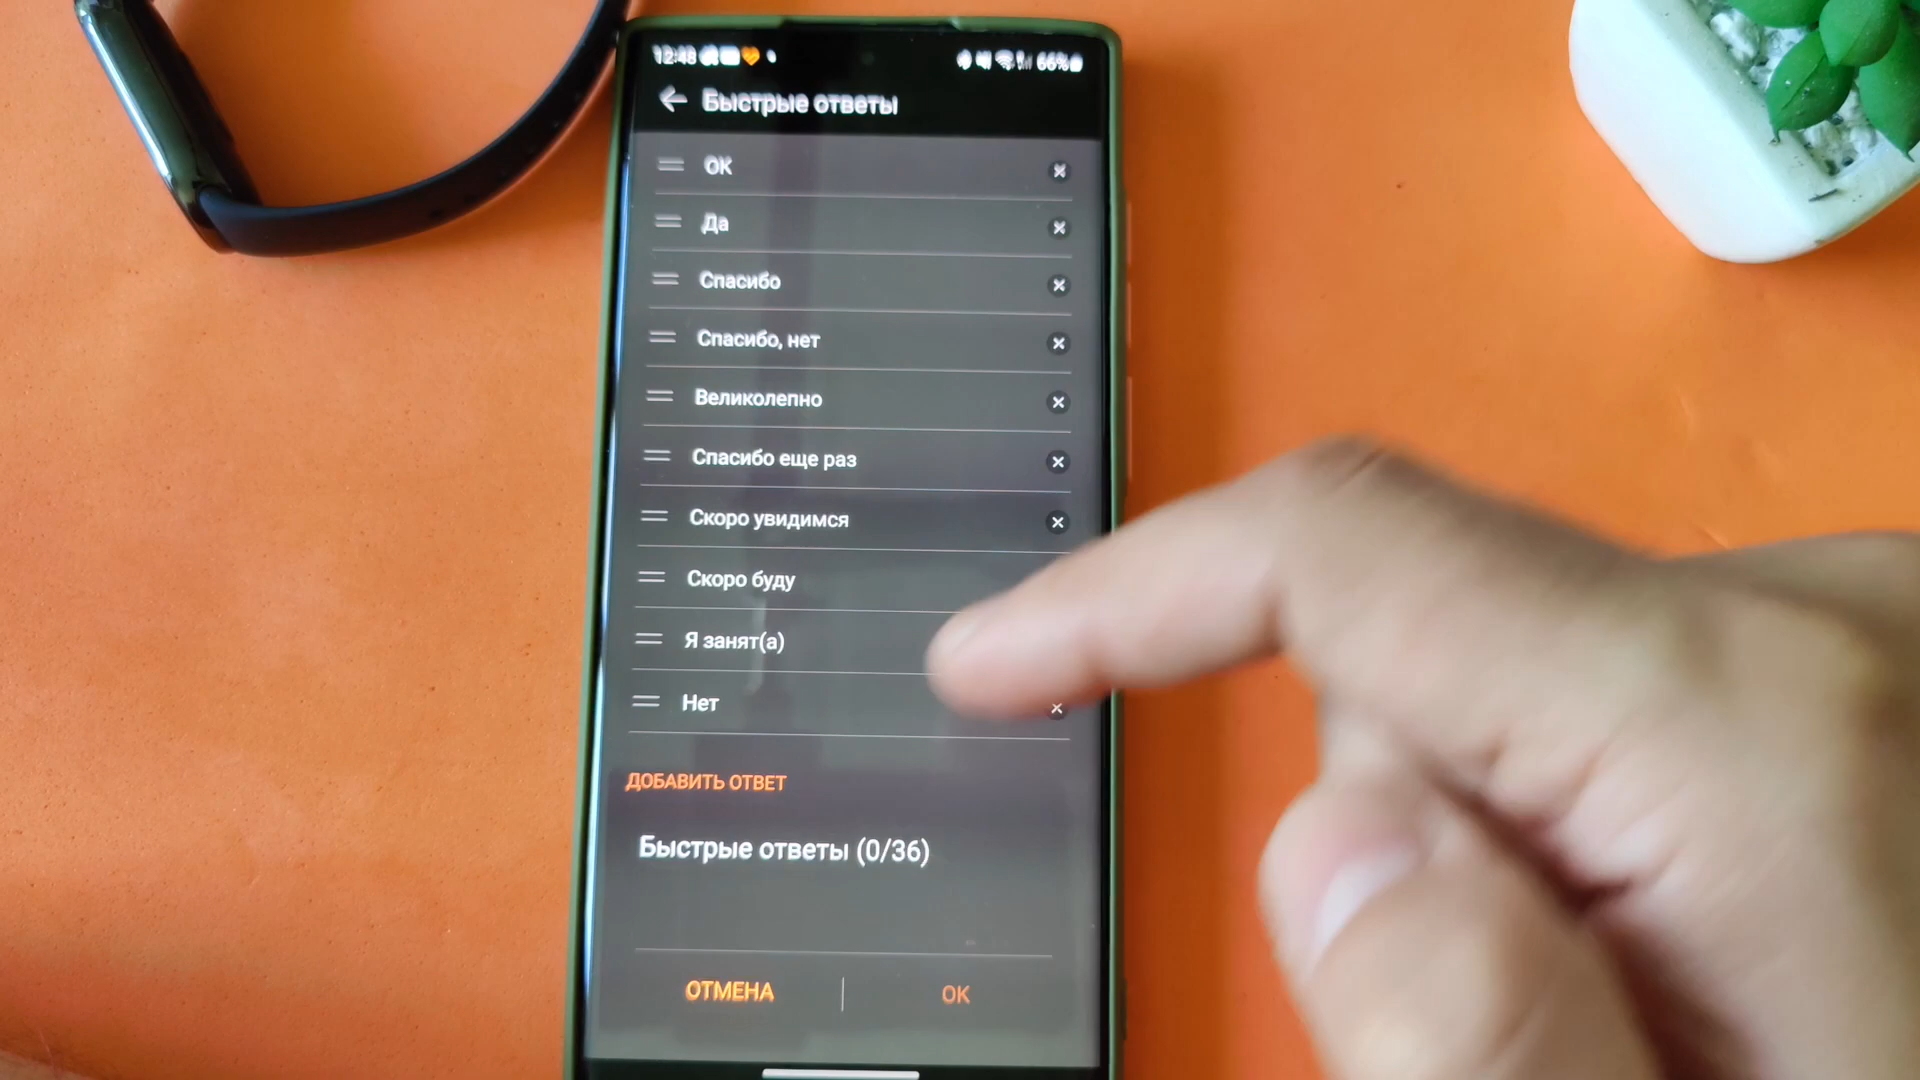 12:48 66%
Быстрые ответы
ОК
Да
Спасибо
Спасибо, нет
Великолепно
Спасибо еще раз
Скоро увидимся
Скоро буду
Я занят(а)
Нет
ДОБАВИТЬ ОТВЕТ
Быстрые ответы (0/36)
ОТМЕНА ОК